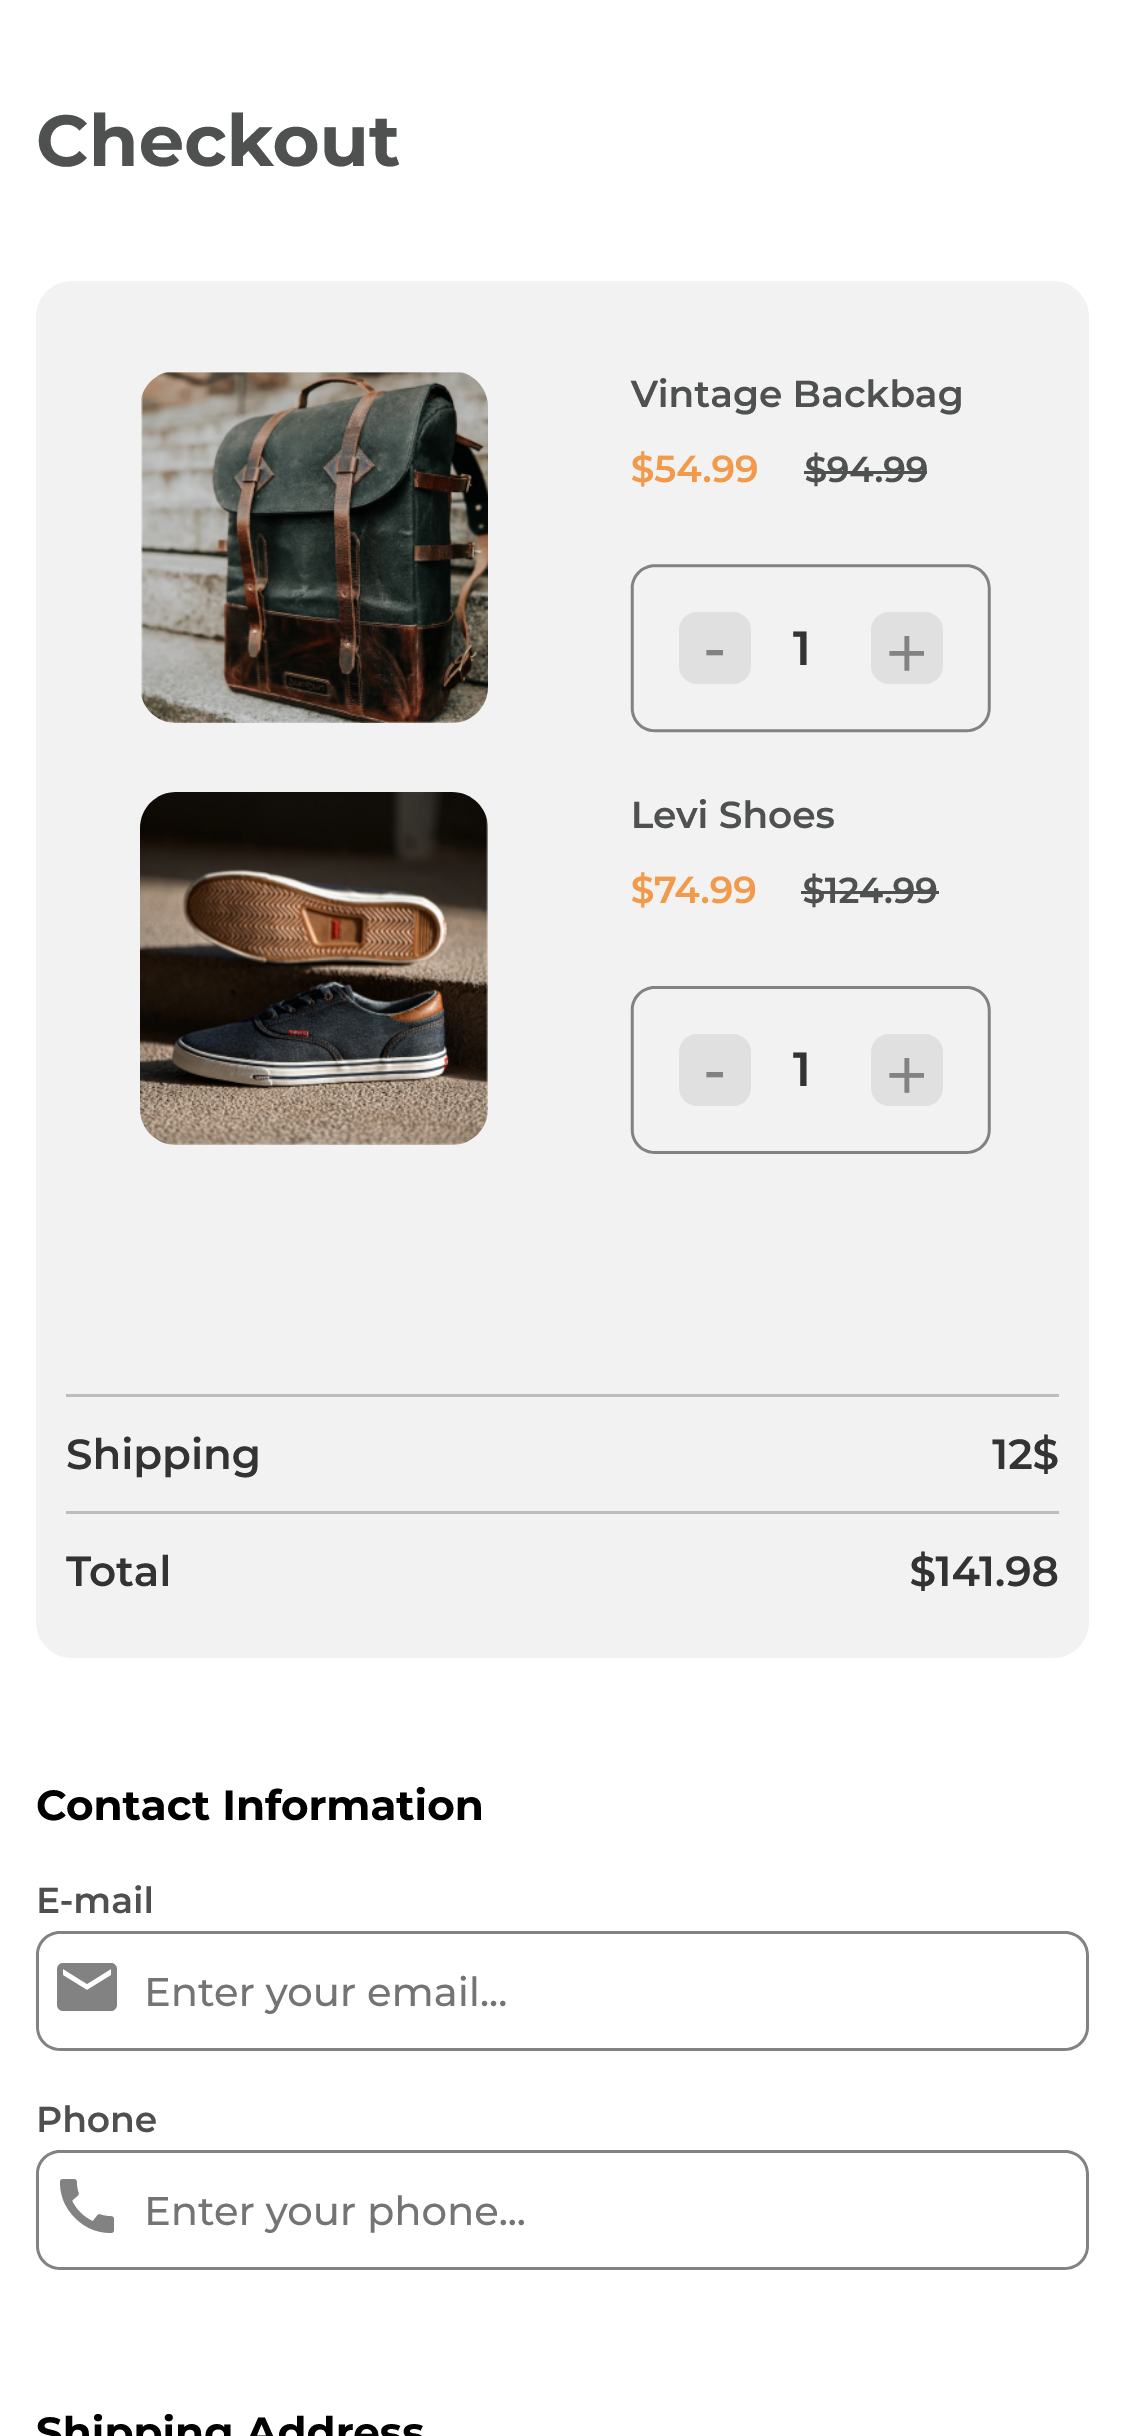 Checkout
Vintage Backbag
$54.99 $94.99
- 1 +
Levi Shoes
$74.99 $124.99
- 1 +
Shipping 12$
Total $141.98
Contact Information
E-mail
Enter your email...
Phone
Enter your phone...
Shipping Address